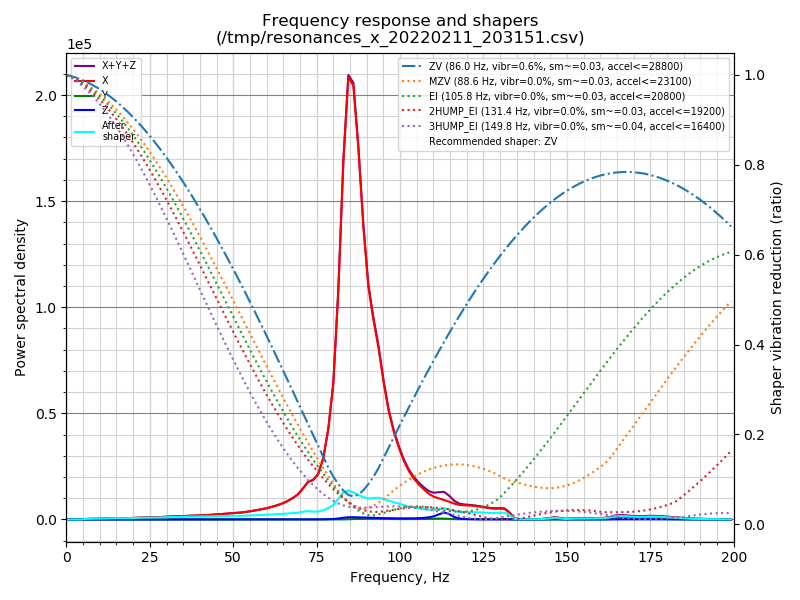 Frequency response and shapers
(/tmp/resonances_x_20220211_203151.csv)
1e5
X+Y+Z
X
Y
Z
After
shaper
ZV (86.0 Hz, vibr=0.6%, sm~=0.03, accel<=28800)
MZV (88.6 Hz, vibr=0.0%, sm~=0.03, accel<=23100)
EI (105.8 Hz, vibr=0.0%, sm~=0.03, accel<=20800)
2HUMP_EI (131.4 Hz, vibr=0.0%, sm~=0.03, accel<=19200)
3HUMP_EI (149.8 Hz, vibr=0.0%, sm~=0.04, accel<=16400)
Recommended shaper: ZV
Power spectral density
2.0
1.5
1.0
0.5
0.0
1.0
0.8
0.6
0.4
0.2
0.0
Shaper vibration reduction (ratio)
0 25 50 75 100 125 150 175 200
Frequency, Hz